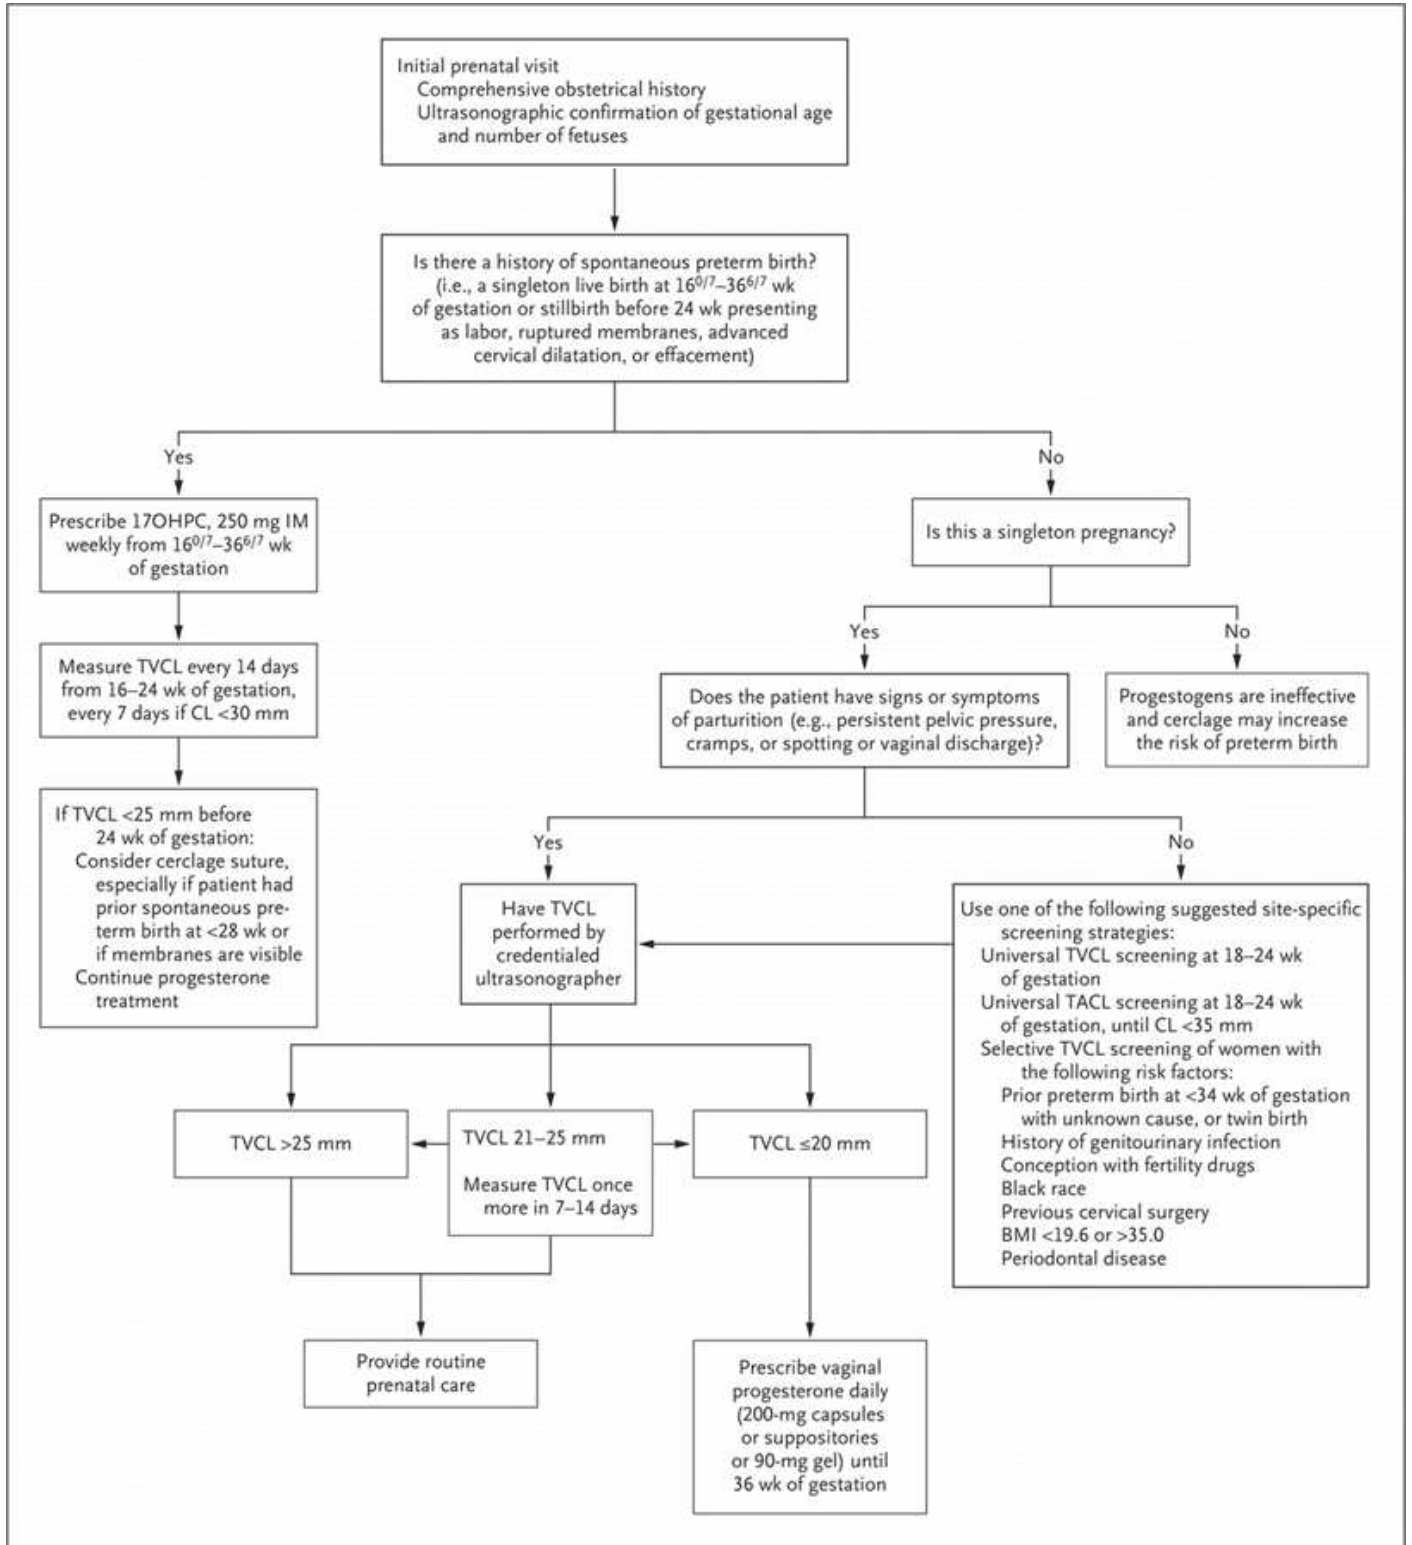 Initial prenatal visit
Comprehensive obstetrical history
Ultrasonographic confirmation of gestational age
and number of fetuses
Is there a history of spontaneous preterm birth?
(i.e., a singleton live birth at 16⁰/⁷–36⁶/⁷ wk
of gestation or stillbirth before 24 wk presenting
as labor, ruptured membranes, advanced
cervical dilatation, or effacement)
Yes
No
Prescribe 17OHPC, 250 mg IM
weekly from 16⁰/⁷–36⁶/⁷ wk
of gestation
Is this a singleton pregnancy?
Yes
No
Measure TVCL every 14 days
from 16–24 wk of gestation,
every 7 days if CL <30 mm
Does the patient have signs or symptoms
of parturition (e.g., persistent pelvic pressure,
cramps, or spotting or vaginal discharge)?
Progestogens are ineffective
and cerclage may increase
the risk of preterm birth
If TVCL <25 mm before
24 wk of gestation:
Consider cerclage suture,
especially if patient had
prior spontaneous pre-
term birth at <28 wk or
if membranes are visible
Continue progesterone
treatment
Yes
No
Have TVCL
performed by
credentialed
ultrasonographer
Use one of the following suggested site-specific
screening strategies:
Universal TVCL screening at 18–24 wk
of gestation
Universal TACL screening at 18–24 wk
of gestation, until CL <35 mm
Selective TVCL screening of women with
the following risk factors:
Prior preterm birth at <34 wk of gestation
with unknown cause, or twin birth
History of genitourinary infection
Conception with fertility drugs
Black race
Previous cervical surgery
BMI <19.6 or >35.0
Periodontal disease
TVCL >25 mm
TVCL 21–25 mm
Measure TVCL once
more in 7–14 days
TVCL ≤20 mm
Provide routine
prenatal care
Prescribe vaginal
progesterone daily
(200-mg capsules
or suppositories
or 90-mg gel) until
36 wk of gestation